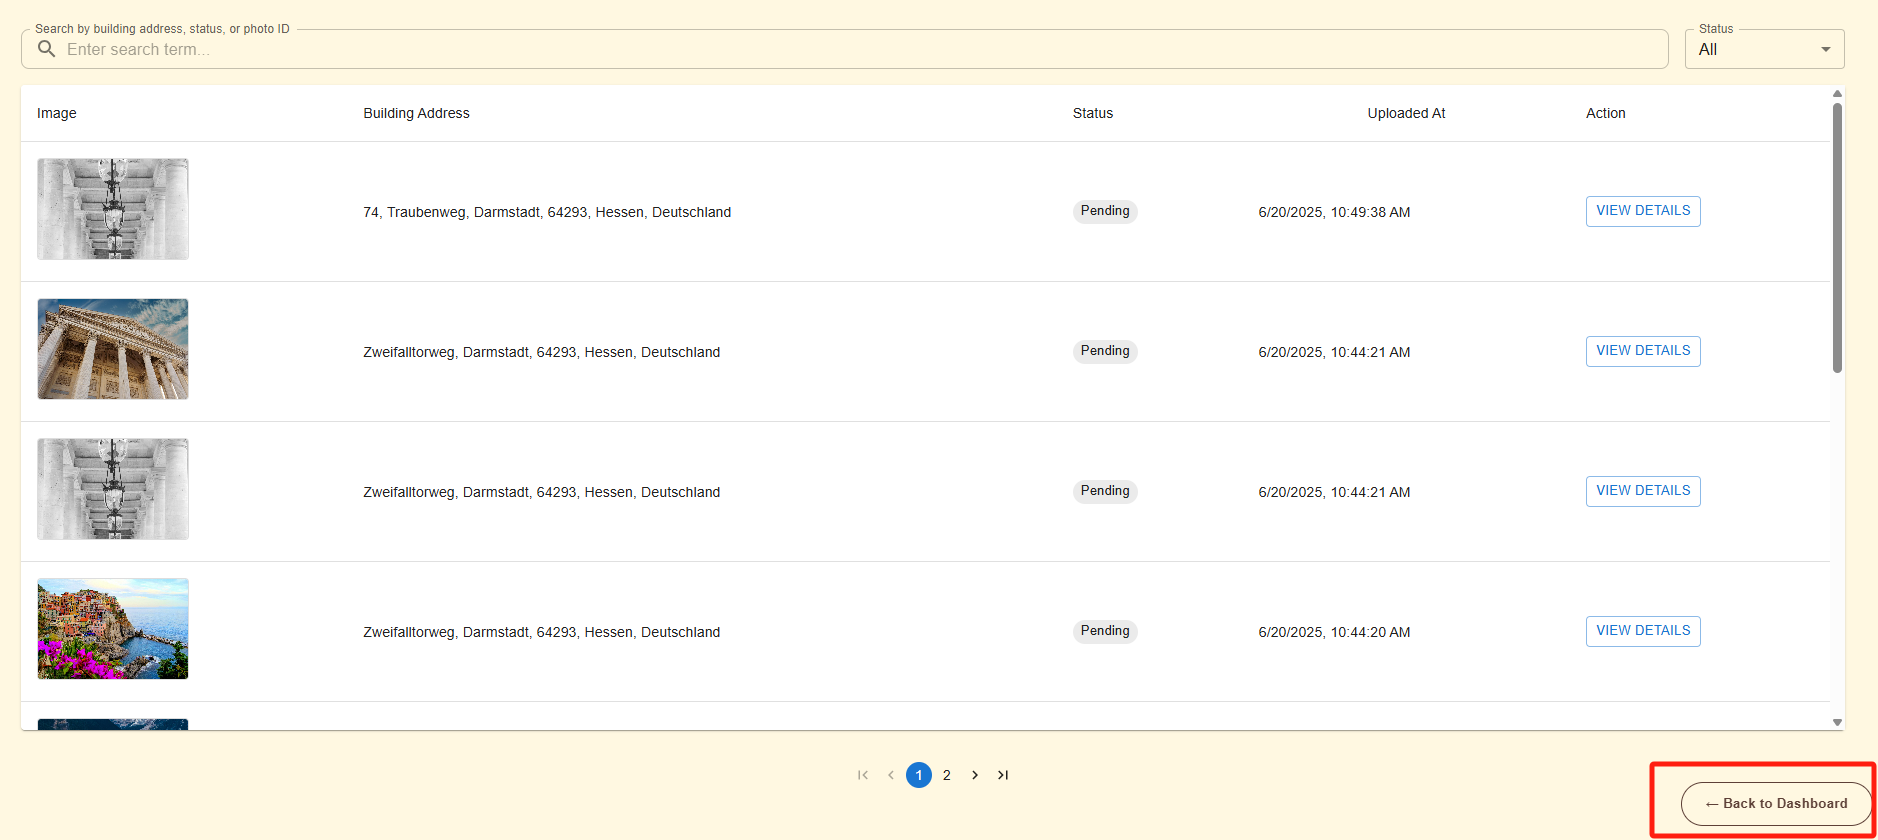 Search by building address, status, or photo ID
Enter search term...
Status
All
Image Building Address Status Uploaded At Action
74, Traubenweg, Darmstadt, 64293, Hessen, Deutschland Pending 6/20/2025, 10:49:38 AM VIEW DETAILS
Zweifalltorweg, Darmstadt, 64293, Hessen, Deutschland Pending 6/20/2025, 10:44:21 AM VIEW DETAILS
Zweifalltorweg, Darmstadt, 64293, Hessen, Deutschland Pending 6/20/2025, 10:44:21 AM VIEW DETAILS
Zweifalltorweg, Darmstadt, 64293, Hessen, Deutschland Pending 6/20/2025, 10:44:20 AM VIEW DETAILS
1 2
← Back to Dashboard